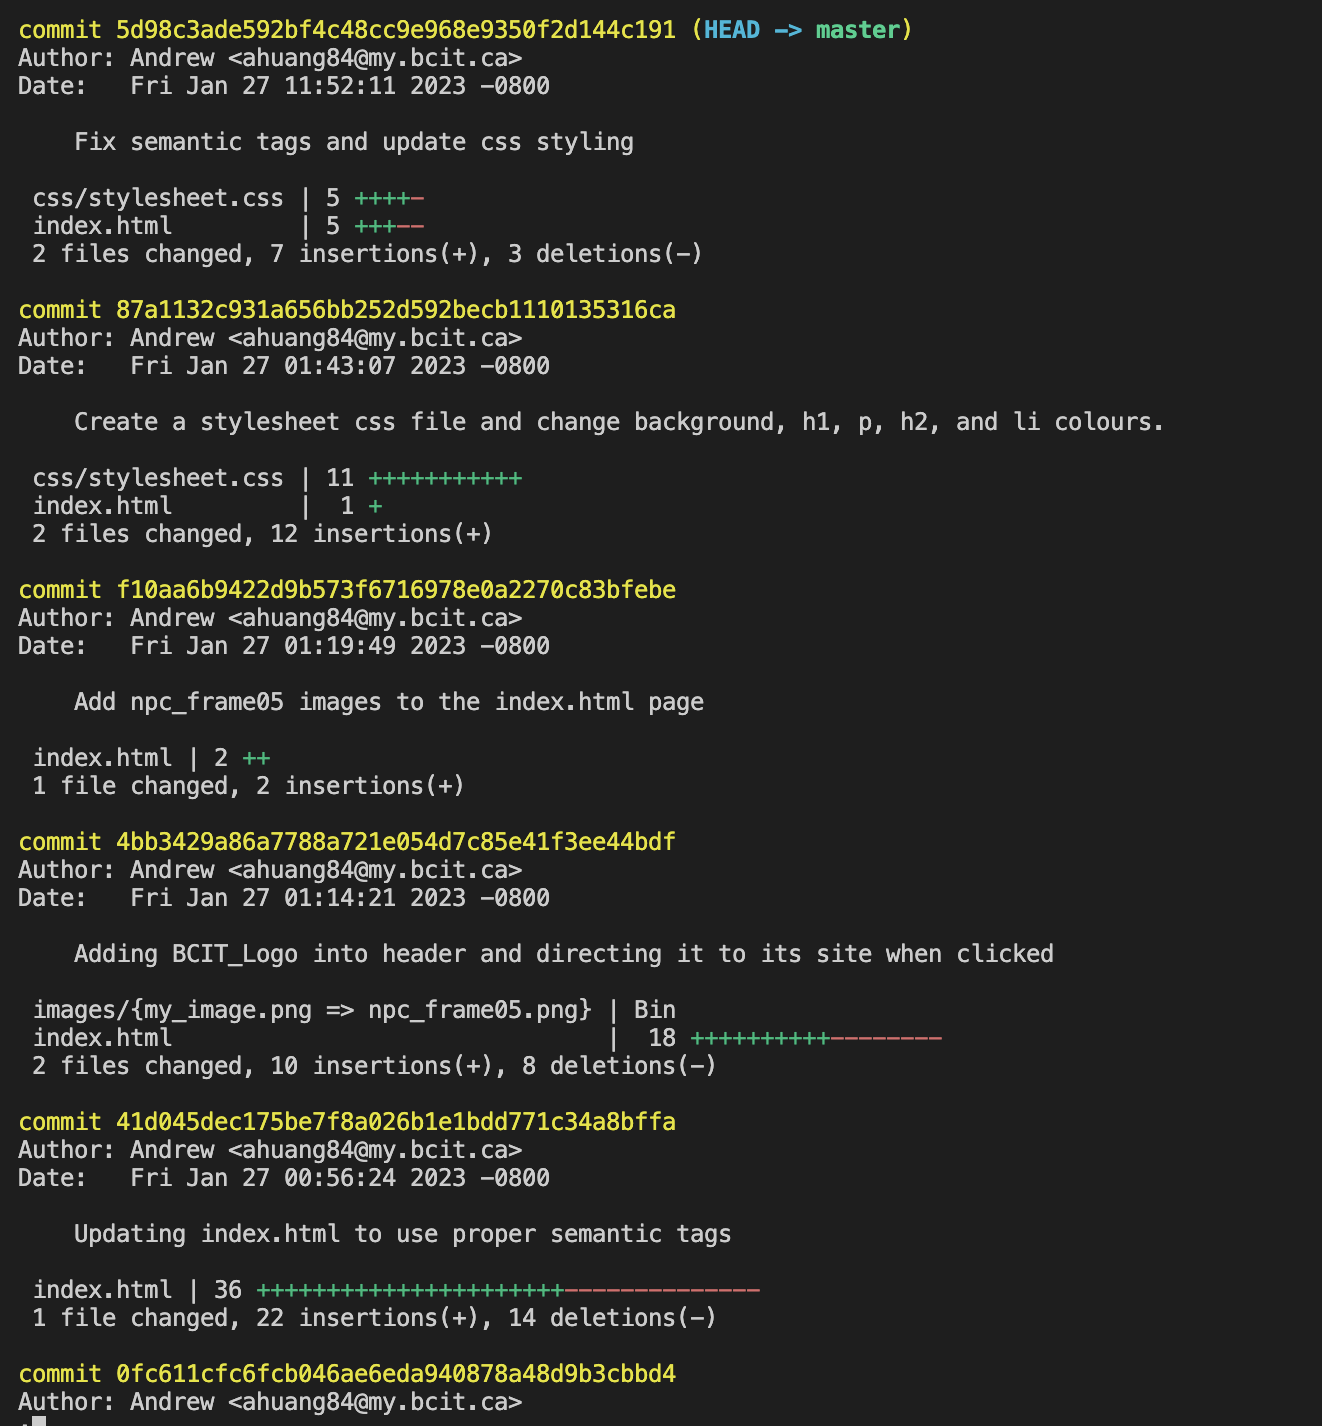 commit 5d98c3ade592bf4c48cc9e968e9350f2d144c191 (HEAD -> master)
Author: Andrew <ahuang84@my.bcit.ca>
Date:   Fri Jan 27 11:52:11 2023 -0800

    Fix semantic tags and update css styling

 css/stylesheet.css | 5 ++++-
 index.html         | 5 +++--
 2 files changed, 7 insertions(+), 3 deletions(-)

commit 87a1132c931a656bb252d592becb1110135316ca
Author: Andrew <ahuang84@my.bcit.ca>
Date:   Fri Jan 27 01:43:07 2023 -0800

    Create a stylesheet css file and change background, h1, p, h2, and li colours.

 css/stylesheet.css | 11 +++++++++++
 index.html         |  1 +
 2 files changed, 12 insertions(+)

commit f10aa6b9422d9b573f6716978e0a2270c83bfebe
Author: Andrew <ahuang84@my.bcit.ca>
Date:   Fri Jan 27 01:19:49 2023 -0800

    Add npc_frame05 images to the index.html page

 index.html | 2 ++
 1 file changed, 2 insertions(+)

commit 4bb3429a86a7788a721e054d7c85e41f3ee44bdf
Author: Andrew <ahuang84@my.bcit.ca>
Date:   Fri Jan 27 01:14:21 2023 -0800

    Adding BCIT_Logo into header and directing it to its site when clicked

 images/{my_image.png => npc_frame05.png} | Bin
 index.html                               |  18 ++++++++++--------
 2 files changed, 10 insertions(+), 8 deletions(-)

commit 41d045dec175be7f8a026b1e1bdd771c34a8bffa
Author: Andrew <ahuang84@my.bcit.ca>
Date:   Fri Jan 27 00:56:24 2023 -0800

    Updating index.html to use proper semantic tags

 index.html | 36 ++++++++++++++++++++++--------------
 1 file changed, 22 insertions(+), 14 deletions(-)

commit 0fc611cfc6fcb046ae6eda940878a48d9b3cbbd4
Author: Andrew <ahuang84@my.bcit.ca>
: